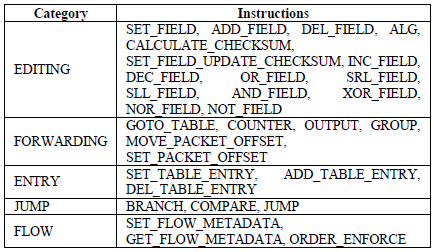 Category Instructions
SET_FIELD, ADD_FIELD, DEL_FIELD, ALG,
CALCULATE_CHECKSUM,
SET_FIELD_UPDATE_CHECKSUM, INC_FIELD,
EDITING DEC_FIELD, OR_FIELD, SRL_FIELD,
SLL_FIELD, AND_FIELD, XOR_FIELD,
NOR_FIELD, NOT_FIELD
GOTO_TABLE, COUNTER, OUTPUT, GROUP,
FORWARDING MOVE_PACKET_OFFSET,
SET_PACKET_OFFSET
ENTRY SET_TABLE_ENTRY, ADD_TABLE_ENTRY,
DEL_TABLE_ENTRY
JUMP BRANCH, COMPARE, JUMP
FLOW SET_FLOW_METADATA,
GET_FLOW_METADATA, ORDER_ENFORCE